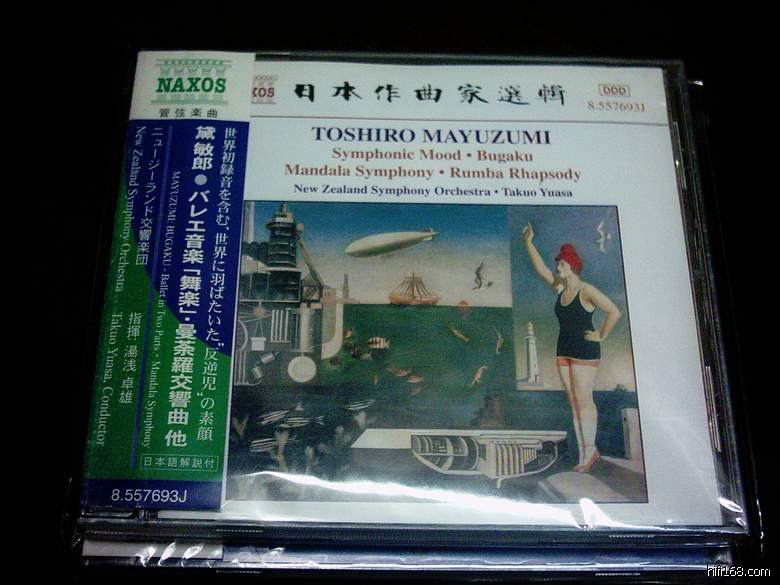 NAXOS
管弦楽曲
世界初録音を含む、世界に羽ばたいた"反逆児"の素顔
黛 敏郎●バレエ音楽「舞楽」・曼荼羅交響曲 他
MAYUZUMI: BUGAKU - Ballet in Two Parts・Mandala Symphony
ニュージーランド交響楽団
指揮: 湯浅 卓雄
New Zealand Symphony Orchestra
Takuo Yuasa, Conductor
日本語解説付
8.557693J
XOS
日本作曲家選輯
DDD
8.557693J
TOSHIRO MAYUZUMI
Symphonic Mood • Bugaku
Mandala Symphony • Rumba Rhapsody
New Zealand Symphony Orchestra • Takuo Yuasa
hifi168.com